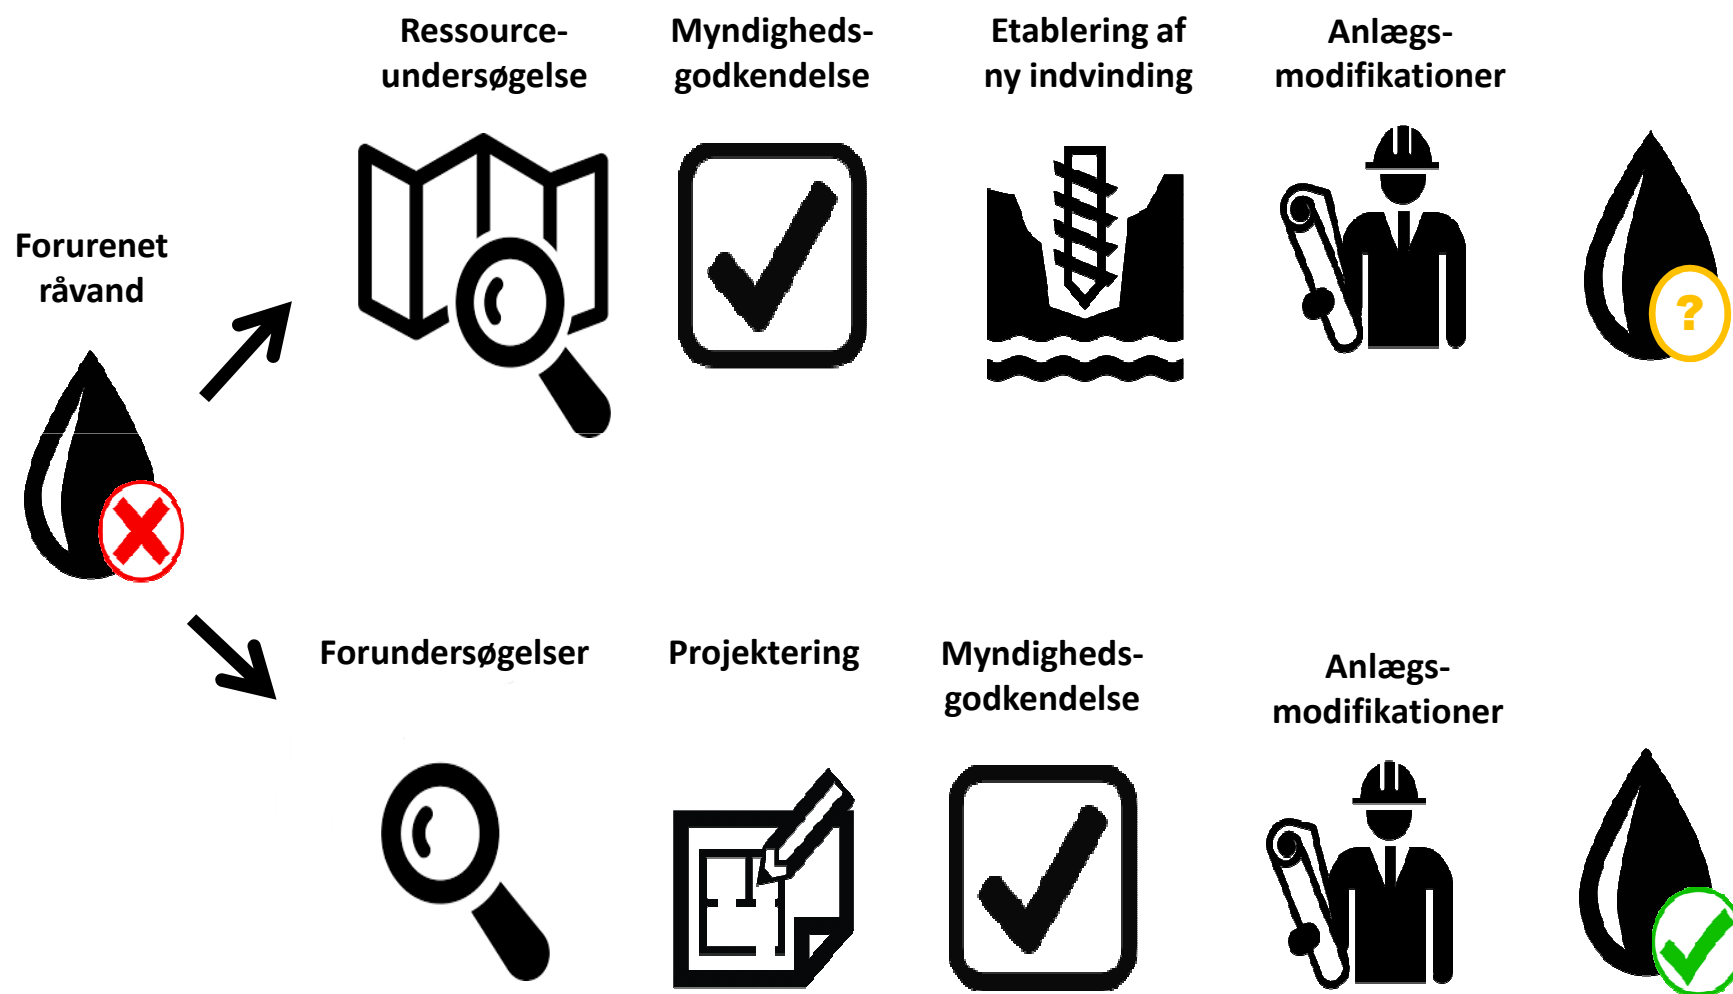 Ressource-
undersøgelse
Myndigheds-
godkendelse
Etablering af
ny indvinding
Anlægs-
modifikationer
Forurenet
råvand
?
Forundersøgelser
Projektering
Myndigheds-
godkendelse
Anlægs-
modifikationer